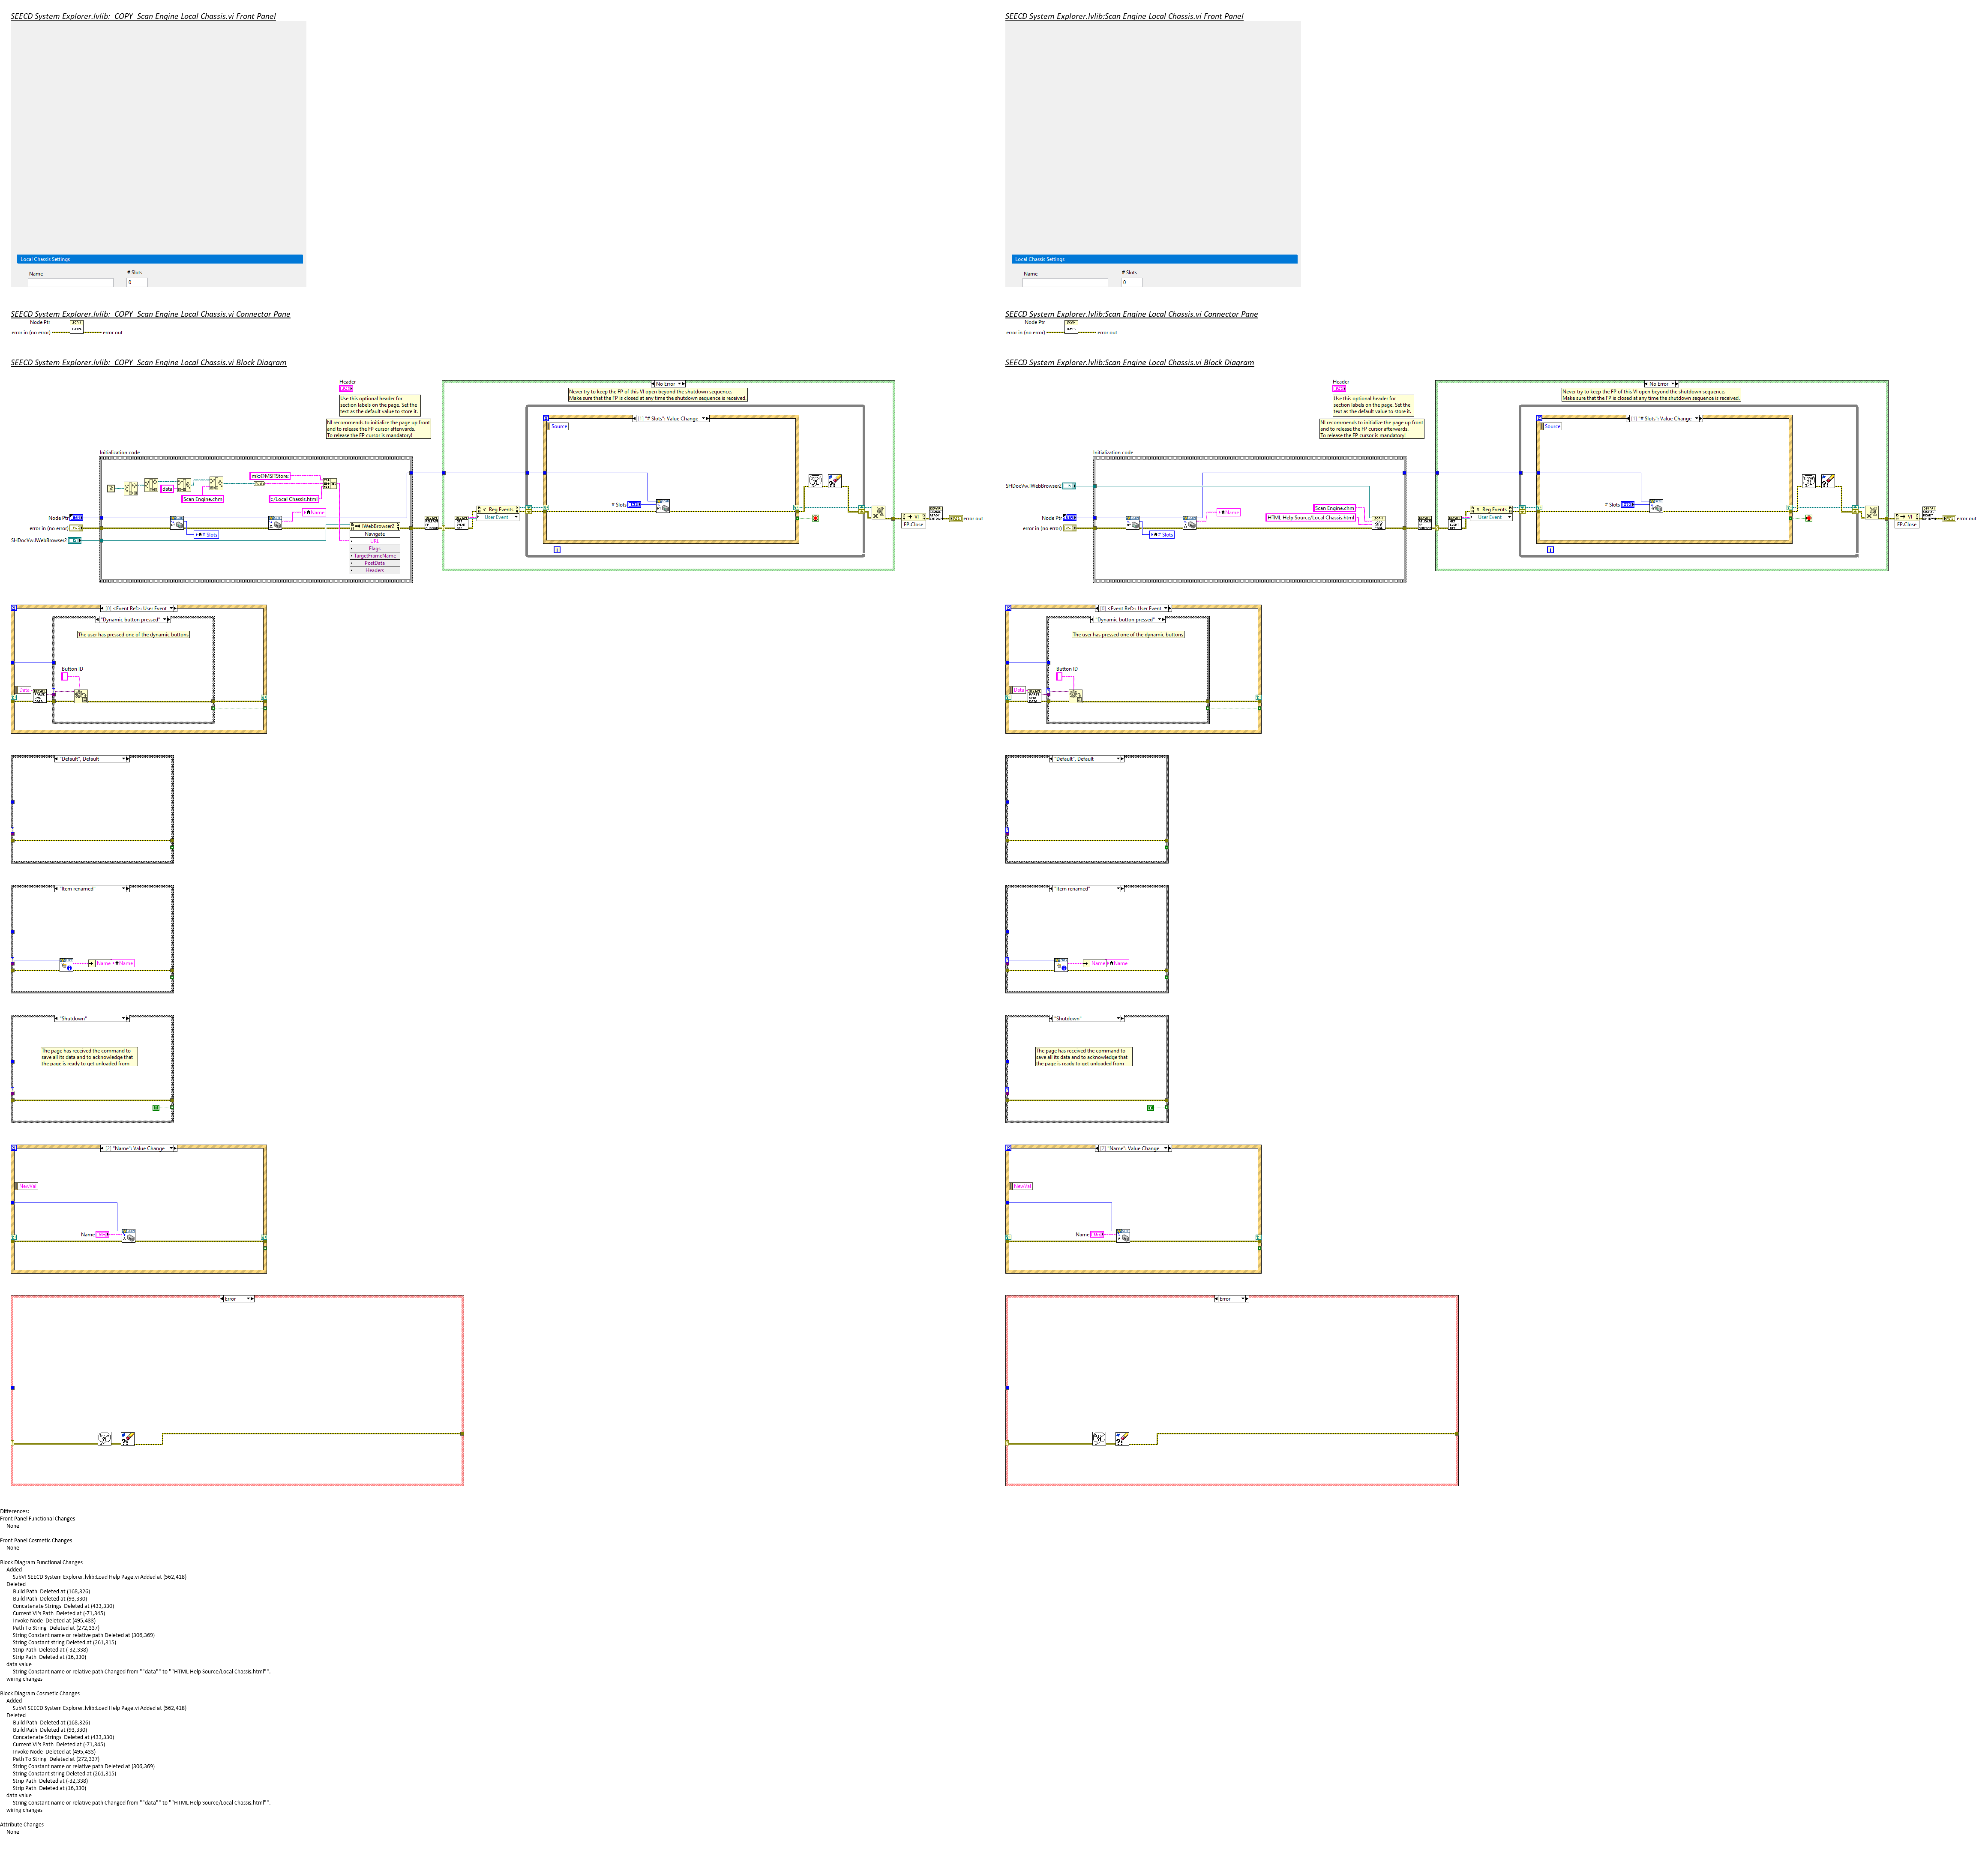 SEECD System Explorer.lvlib:_COPY_Scan Engine Local Chassis.vi Front Panel
Local Chassis Settings
Name
# Slots
0
SEECD System Explorer.lvlib:_COPY_Scan Engine Local Chassis.vi Connector Pane
Node Ptr
error in (no error)
error out
SEECD System Explorer.lvlib:_COPY_Scan Engine Local Chassis.vi Block Diagram
Header
Use this optional header for
section labels on the page. Set the
text as the default value to store it.
NI recommends to initialize the page up front
and to release the FP cursor afterwards.
To release the FP cursor is mandatory!
No Error
Never try to keep the FP of this VI open beyond the shutdown sequence.
Make sure that the FP is closed at any time the shutdown sequence is received.
[1] "# Slots": Value Change
Source
Initialization code
data
Scan Engine.chm
mk:@MSITStore:
::/Local Chassis.html
Name
# Slots
Node Ptr
error in (no error)
SHDocVw.IWebBrowser2
IWebBrowser2
Navigate
URL
Flags
TargetFrameName
PostData
Headers
Reg Events
User Event
# Slots
VI
FP.Close
error out
[0] <Event Ref>: User Event
"Dynamic button pressed"
The user has pressed one of the dynamic buttons
Button ID
Data
"Default", Default
"Item renamed"
Name
Name
"Shutdown"
The page has received the command to
save all its data and to acknowledge that
the page is ready to get unloaded from
[2] "Name": Value Change
NewVal
Name
Error
SEECD System Explorer.lvlib:Scan Engine Local Chassis.vi Front Panel
Local Chassis Settings
Name
# Slots
0
SEECD System Explorer.lvlib:Scan Engine Local Chassis.vi Connector Pane
Node Ptr
error in (no error)
error out
SEECD System Explorer.lvlib:Scan Engine Local Chassis.vi Block Diagram
Header
Use this optional header for
section labels on the page. Set the
text as the default value to store it.
NI recommends to initialize the page up front
and to release the FP cursor afterwards.
To release the FP cursor is mandatory!
No Error
Never try to keep the FP of this VI open beyond the shutdown sequence.
Make sure that the FP is closed at any time the shutdown sequence is received.
[1] "# Slots": Value Change
Source
Initialization code
SHDocVw.IWebBrowser2
Scan Engine.chm
HTML Help Source/Local Chassis.html
Name
# Slots
Node Ptr
error in (no error)
Reg Events
User Event
# Slots
VI
FP.Close
error out
[0] <Event Ref>: User Event
"Dynamic button pressed"
The user has pressed one of the dynamic buttons
Button ID
Data
"Default", Default
"Item renamed"
Name
Name
"Shutdown"
The page has received the command to
save all its data and to acknowledge that
the page is ready to get unloaded from
[2] "Name": Value Change
NewVal
Name
Error
Differences:
Front Panel Functional Changes
None
Front Panel Cosmetic Changes
None
Block Diagram Functional Changes
Added
SubVI SEECD System Explorer.lvlib:Load Help Page.vi Added at (562,418)
Deleted
Build Path  Deleted at (168,326)
Build Path  Deleted at (93,330)
Concatenate Strings  Deleted at (433,330)
Current VI's Path  Deleted at (-71,345)
Invoke Node  Deleted at (495,433)
Path To String  Deleted at (272,337)
String Constant name or relative path Deleted at (306,369)
String Constant string Deleted at (261,315)
Strip Path  Deleted at (-32,338)
Strip Path  Deleted at (16,330)
data value
String Constant name or relative path Changed from ""data"" to ""HTML Help Source/Local Chassis.html"".
wiring changes
Block Diagram Cosmetic Changes
Added
SubVI SEECD System Explorer.lvlib:Load Help Page.vi Added at (562,418)
Deleted
Build Path  Deleted at (168,326)
Build Path  Deleted at (93,330)
Concatenate Strings  Deleted at (433,330)
Current VI's Path  Deleted at (-71,345)
Invoke Node  Deleted at (495,433)
Path To String  Deleted at (272,337)
String Constant name or relative path Deleted at (306,369)
String Constant string Deleted at (261,315)
Strip Path  Deleted at (-32,338)
Strip Path  Deleted at (16,330)
data value
String Constant name or relative path Changed from ""data"" to ""HTML Help Source/Local Chassis.html"".
wiring changes
Attribute Changes
None